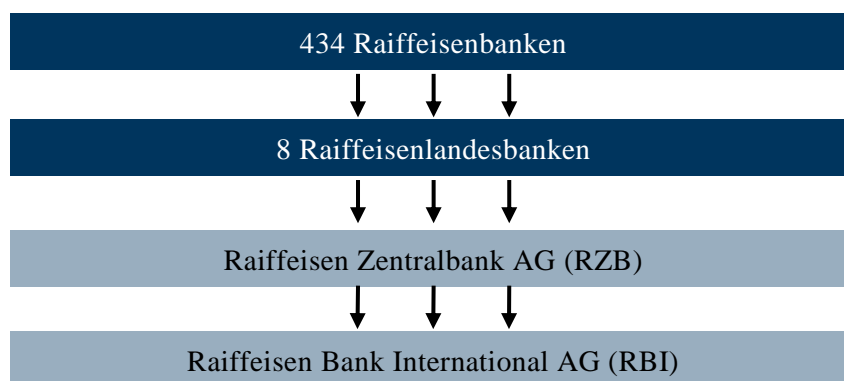 434 Raiffeisenbanken
8 Raiffeisenlandesbanken
Raiffeisen Zentralbank AG (RZB)
Raiffeisen Bank International AG (RBI)